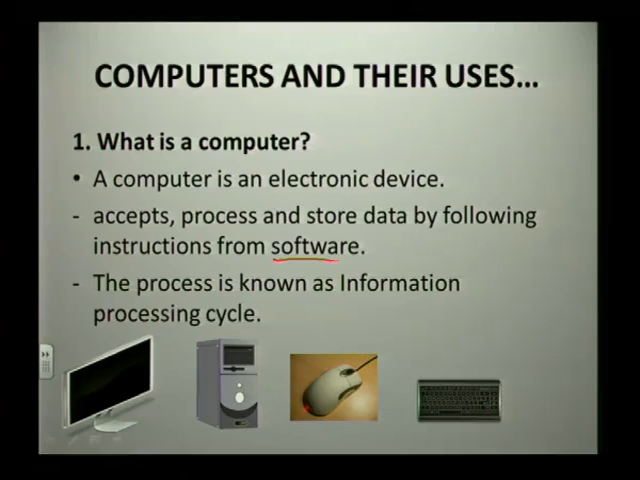 COMPUTERS AND THEIR USES...
1. What is a computer?
• A computer is an electronic device.
- accepts, process and store data by following
instructions from software.
- The process is known as Information
processing cycle.